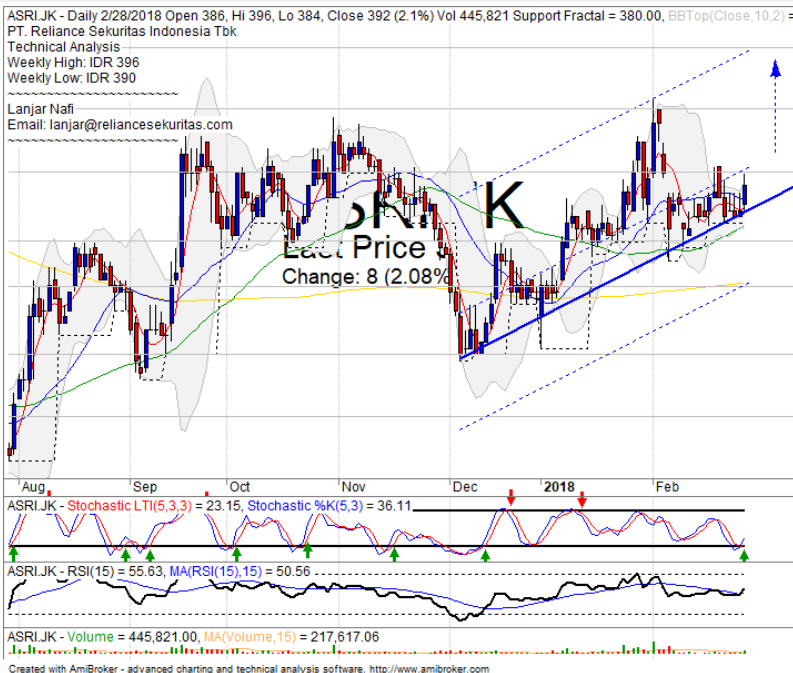 ASRI.JK - Daily 2/28/2018 Open 386, Hi 396, Lo 384, Close 392 (2.1%) Vol 445,821 Support Fractal = 380.00, BBTop(Close,10,2) =
PT. Reliance Sekuritas Indonesia Tbk
Technical Analysis
Weekly High: IDR 396
Weekly Low: IDR 390
~~~~~~~~~~~~~~~~~~~~~~
Lanjar Nafi
Email: lanjar@reliancesekuritas.com
~~~~~~~~~~~~~~~~~~~~~~
Last Price
Change: 8 (2.08%
Aug Sep Oct Nov Dec 2018 Feb
ASRI.JK - Stochastic LTI(5,3,3) = 23.15, Stochastic %K(5,3) = 36.11
ASRI.JK - RSI(15) = 55.63, MA(RSI(15),15) = 50.56
ASRI.JK - Volume = 445,821.00, MA(Volume,15) = 217,617.06
Created with AmiBroker - advanced charting and technical analysis software. http://www.amibroker.com